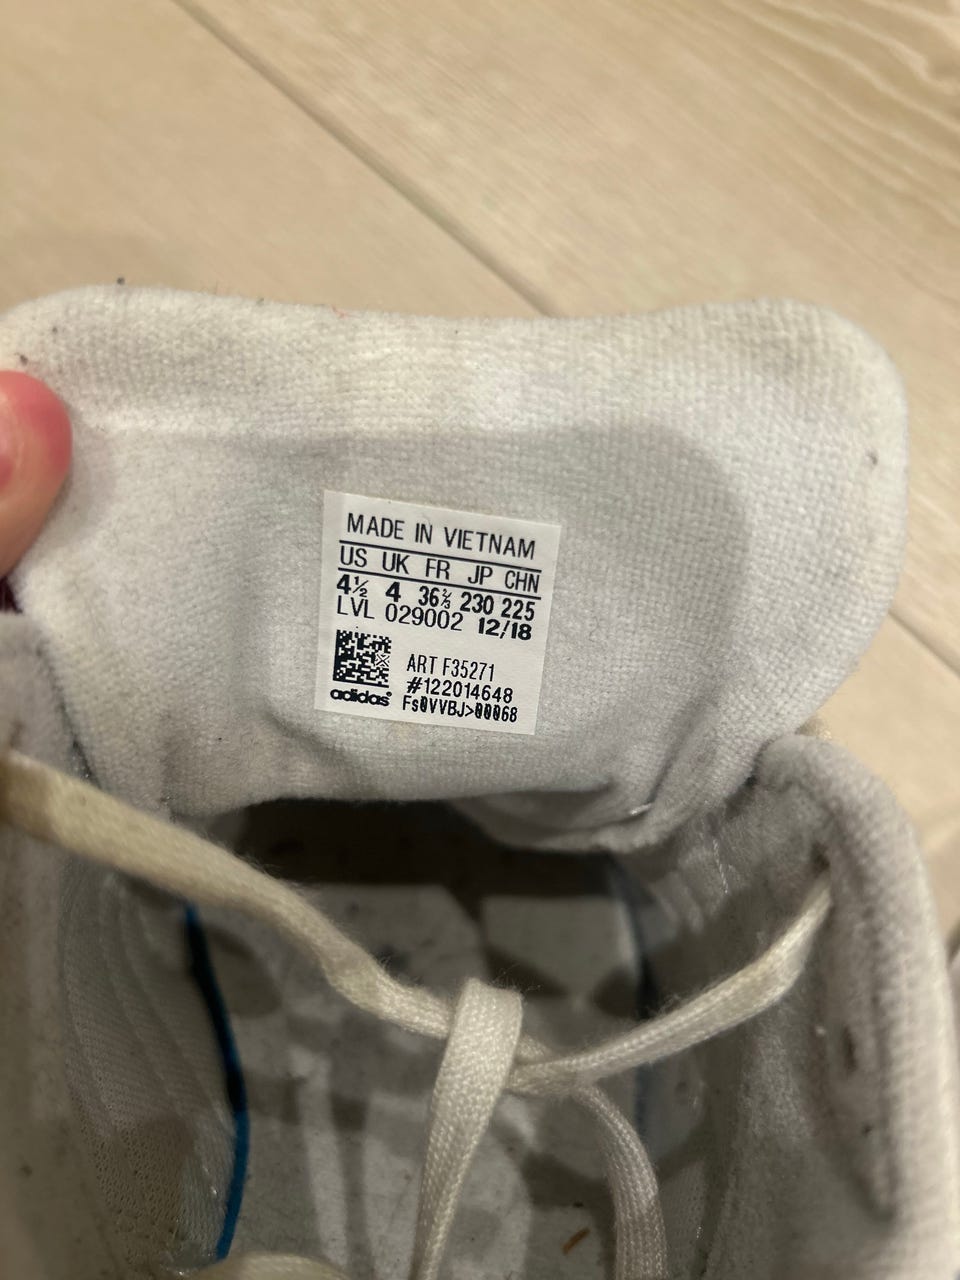 MADE IN VIETNAM
US UK FR JP CHN
4½ 4 36⅔ 230 225
LVL 029002 12/18
ART F35271
#122014648
adidas® Fs0VVBJ>00068